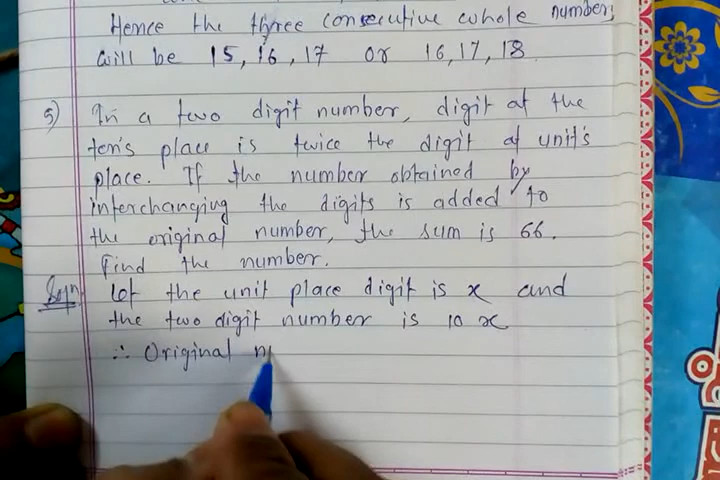 Hence the three consecutive whole numbers
will be 15, 16, 17 or 16, 17, 18
5) In a two digit number, digit at the
ten's place is twice the digit at unit's
place. If the number obtained by
interchanging the digits is added to
the original number, the sum is 66.
Find the number.
Soln Let the unit place digit is x and
the two digit number is 10 x
∴ Original n